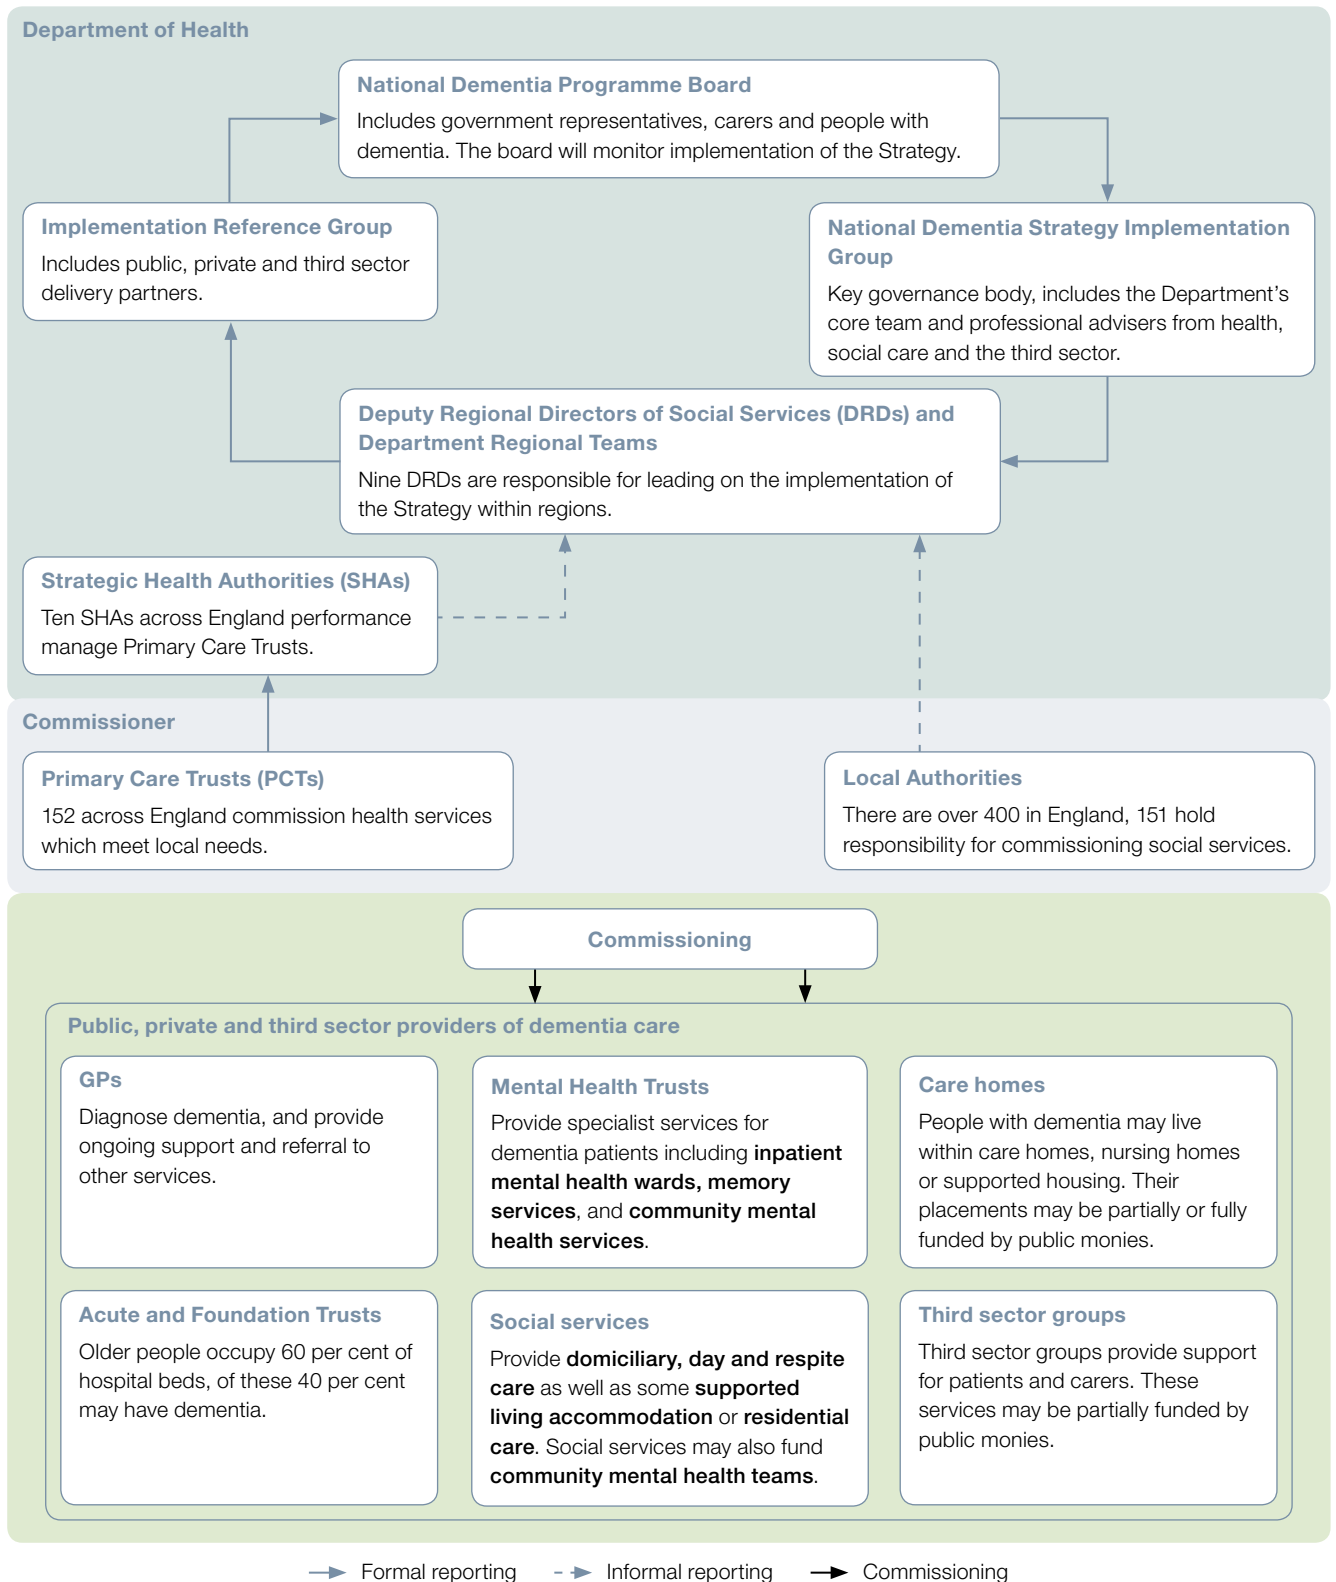 Department of Health
National Dementia Programme Board
Includes government representatives, carers and people with
dementia. The board will monitor implementation of the Strategy.
Implementation Reference Group
Includes public, private and third sector
delivery partners.
National Dementia Strategy Implementation
Group
Key governance body, includes the Department’s
core team and professional advisers from health,
social care and the third sector.
Deputy Regional Directors of Social Services (DRDs) and
Department Regional Teams
Nine DRDs are responsible for leading on the implementation of
the Strategy within regions.
Strategic Health Authorities (SHAs)
Ten SHAs across England performance
manage Primary Care Trusts.
Commissioner
Primary Care Trusts (PCTs)
152 across England commission health services
which meet local needs.
Local Authorities
There are over 400 in England, 151 hold
responsibility for commissioning social services.
Commissioning
Public, private and third sector providers of dementia care
GPs
Diagnose dementia, and provide
ongoing support and referral to
other services.
Mental Health Trusts
Provide specialist services for
dementia patients including inpatient
mental health wards, memory
services, and community mental
health services.
Care homes
People with dementia may live
within care homes, nursing homes
or supported housing. Their
placements may be partially or fully
funded by public monies.
Acute and Foundation Trusts
Older people occupy 60 per cent of
hospital beds, of these 40 per cent
may have dementia.
Social services
Provide domiciliary, day and respite
care as well as some supported
living accommodation or residential
care. Social services may also fund
community mental health teams.
Third sector groups
Third sector groups provide support
for patients and carers. These
services may be partially funded by
public monies.
Formal reporting
Informal reporting
Commissioning